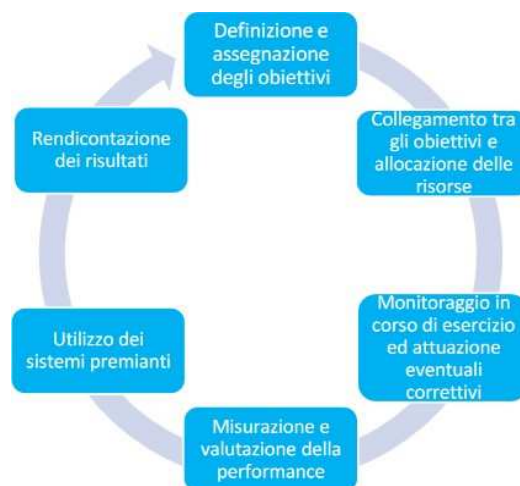 Definizione e
assegnazione
degli obiettivi
Collegamento tra
gli obiettivi e
allocazione delle
risorse
Monitoraggio in
corso di esercizio
ed attuazione
eventuali
correttivi
Misurazione e
valutazione della
performance
Utilizzo dei
sistemi premianti
Rendicontazione
dei risultati